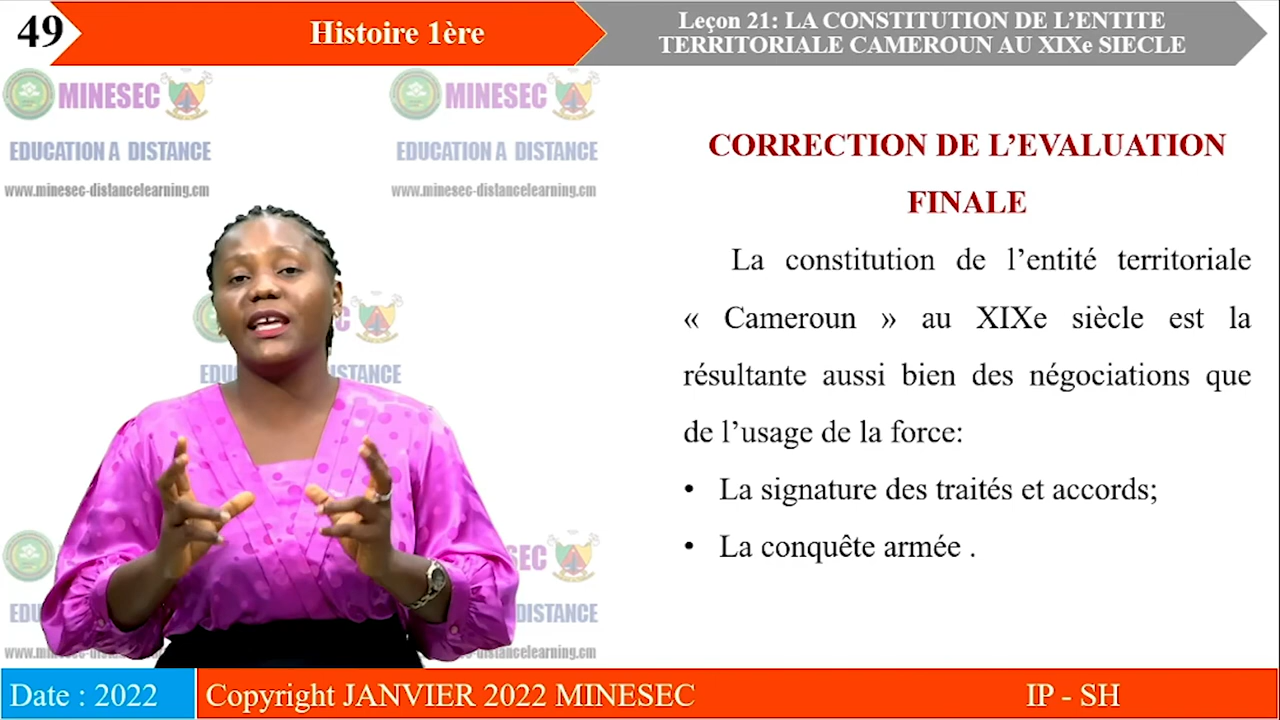 49
Histoire 1ère
Leçon 21: LA CONSTITUTION DE L’ENTITE
TERRITORIALE CAMEROUN AU XIXe SIECLE
MINESEC
EDUCATION A DISTANCE
www.minesec-distancelearning.cm
MINESEC
EDUCATION A DISTANCE
www.minesec-distancelearning.cm
CORRECTION DE L’EVALUATION
FINALE
La constitution de l’entité territoriale
« Cameroun » au XIXe siècle est la
résultante aussi bien des négociations que
de l’usage de la force:
• La signature des traités et accords;
• La conquête armée .
Date : 2022
Copyright JANVIER 2022 MINESEC
IP - SH